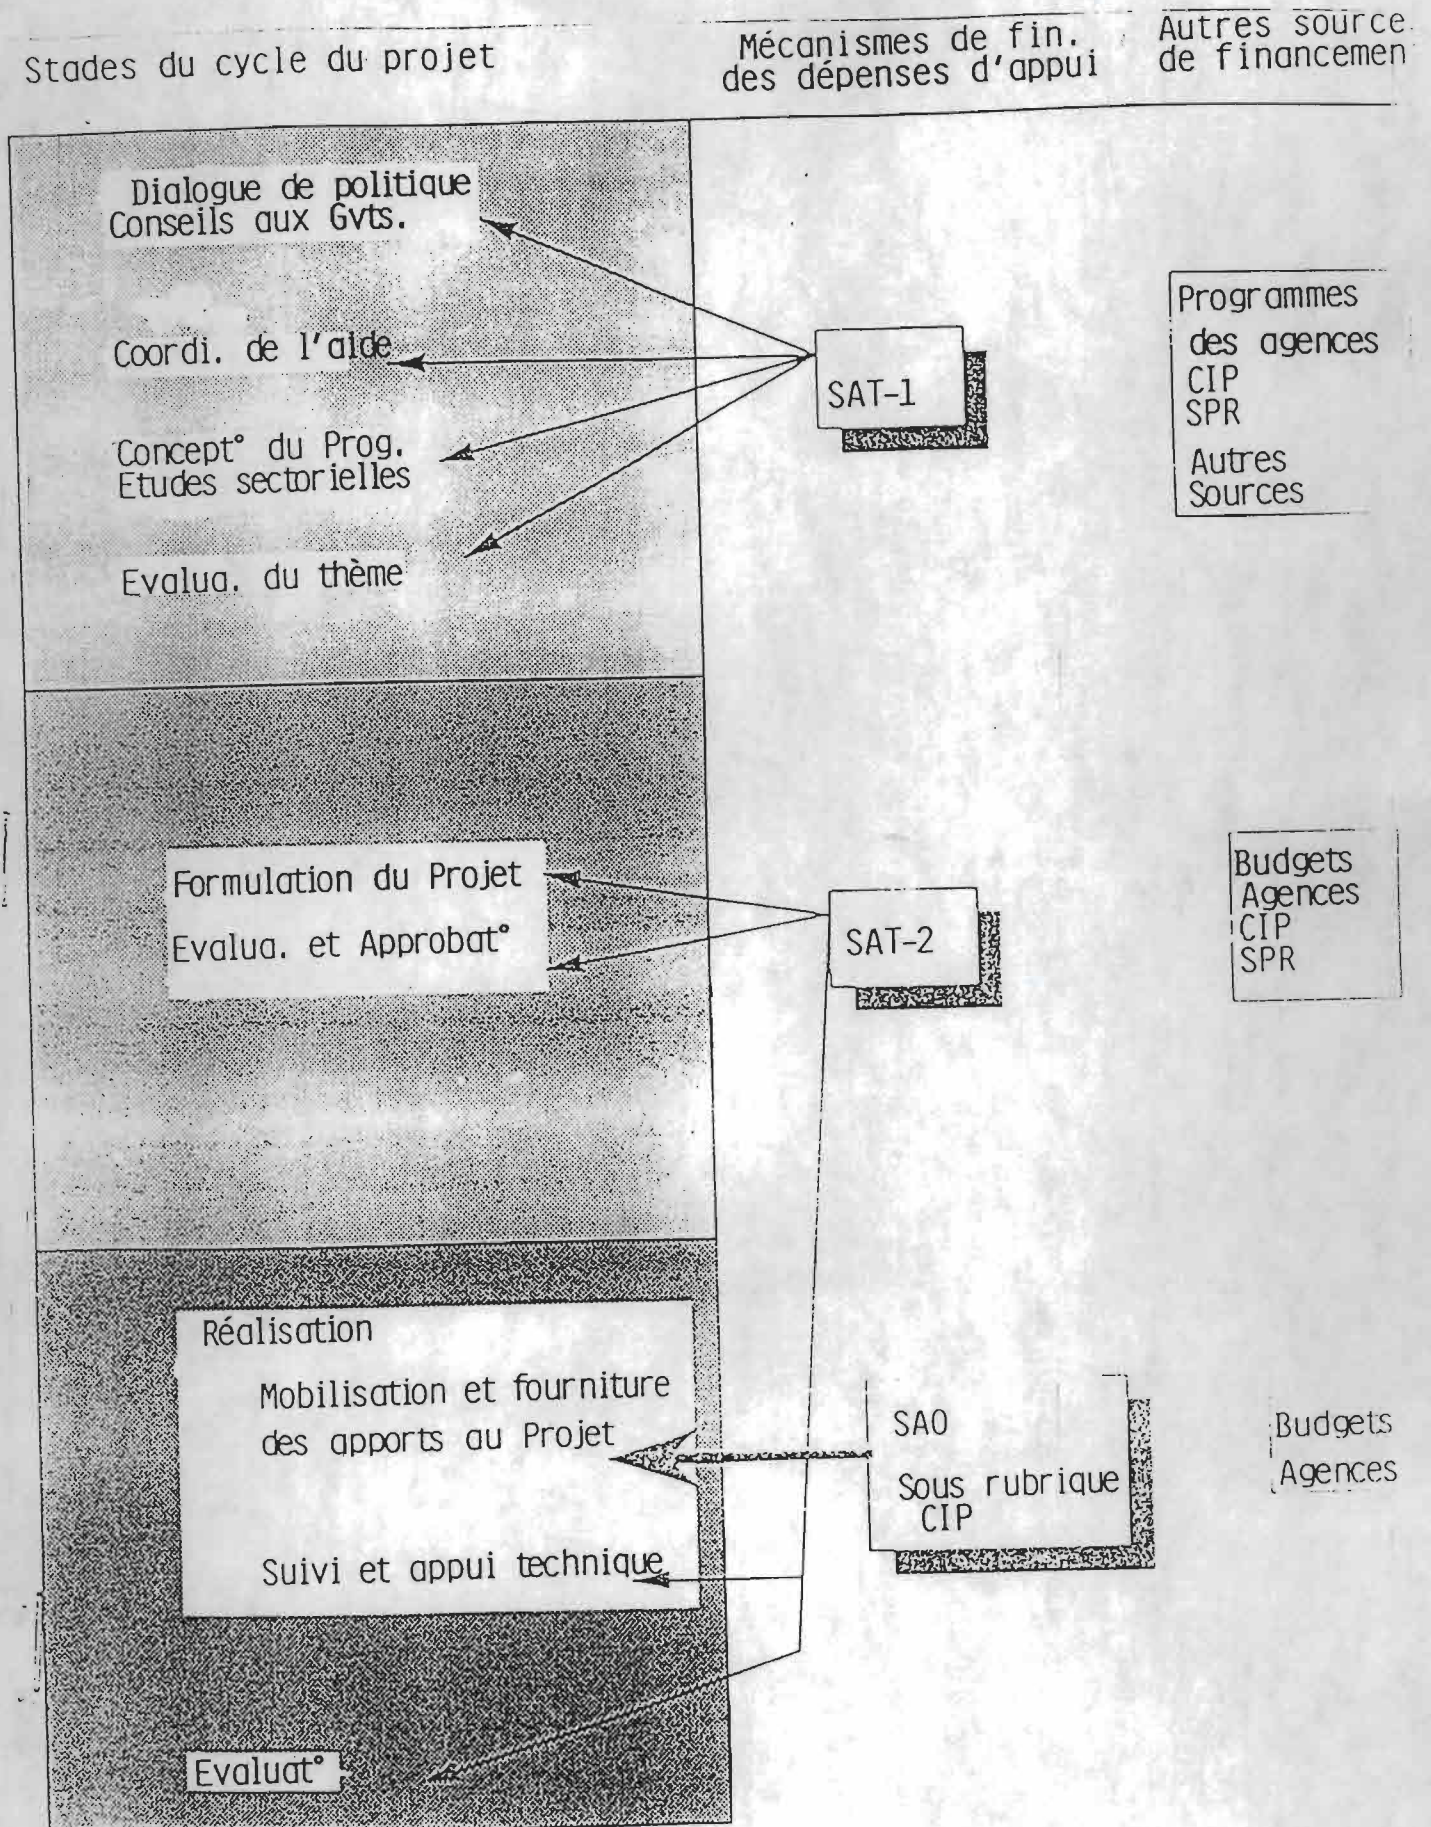 Stades du cycle du projet
Mécanismes de fin.
des dépenses d'appui
Autres source
de financemen
Dialogue de politique
Conseils aux Gvts.
Coordi. de l'aide
Concept° du Prog.
Etudes sectorielles
Evalua. du thème
SAT-1
Programmes
des agences
CIP
SPR
Autres
Sources
Formulation du Projet
Evalua. et Approbat°
SAT-2
Budgets
Agences
CIP
SPR
Réalisation
Mobilisation et fourniture
des apports au Projet
Suivi et appui technique
SAO
Sous rubrique
CIP
Budgets
Agences
Evaluat°